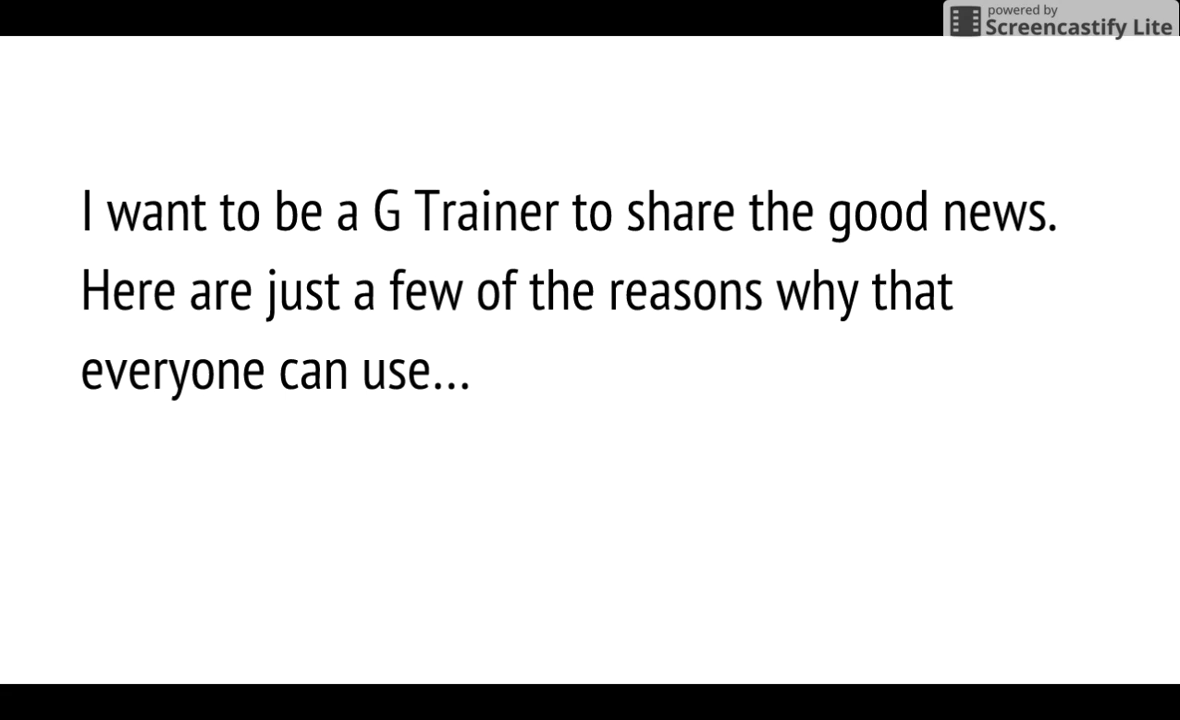 powered by
Screencastify Lite
I want to be a G Trainer to share the good news.
Here are just a few of the reasons why that
everyone can use...